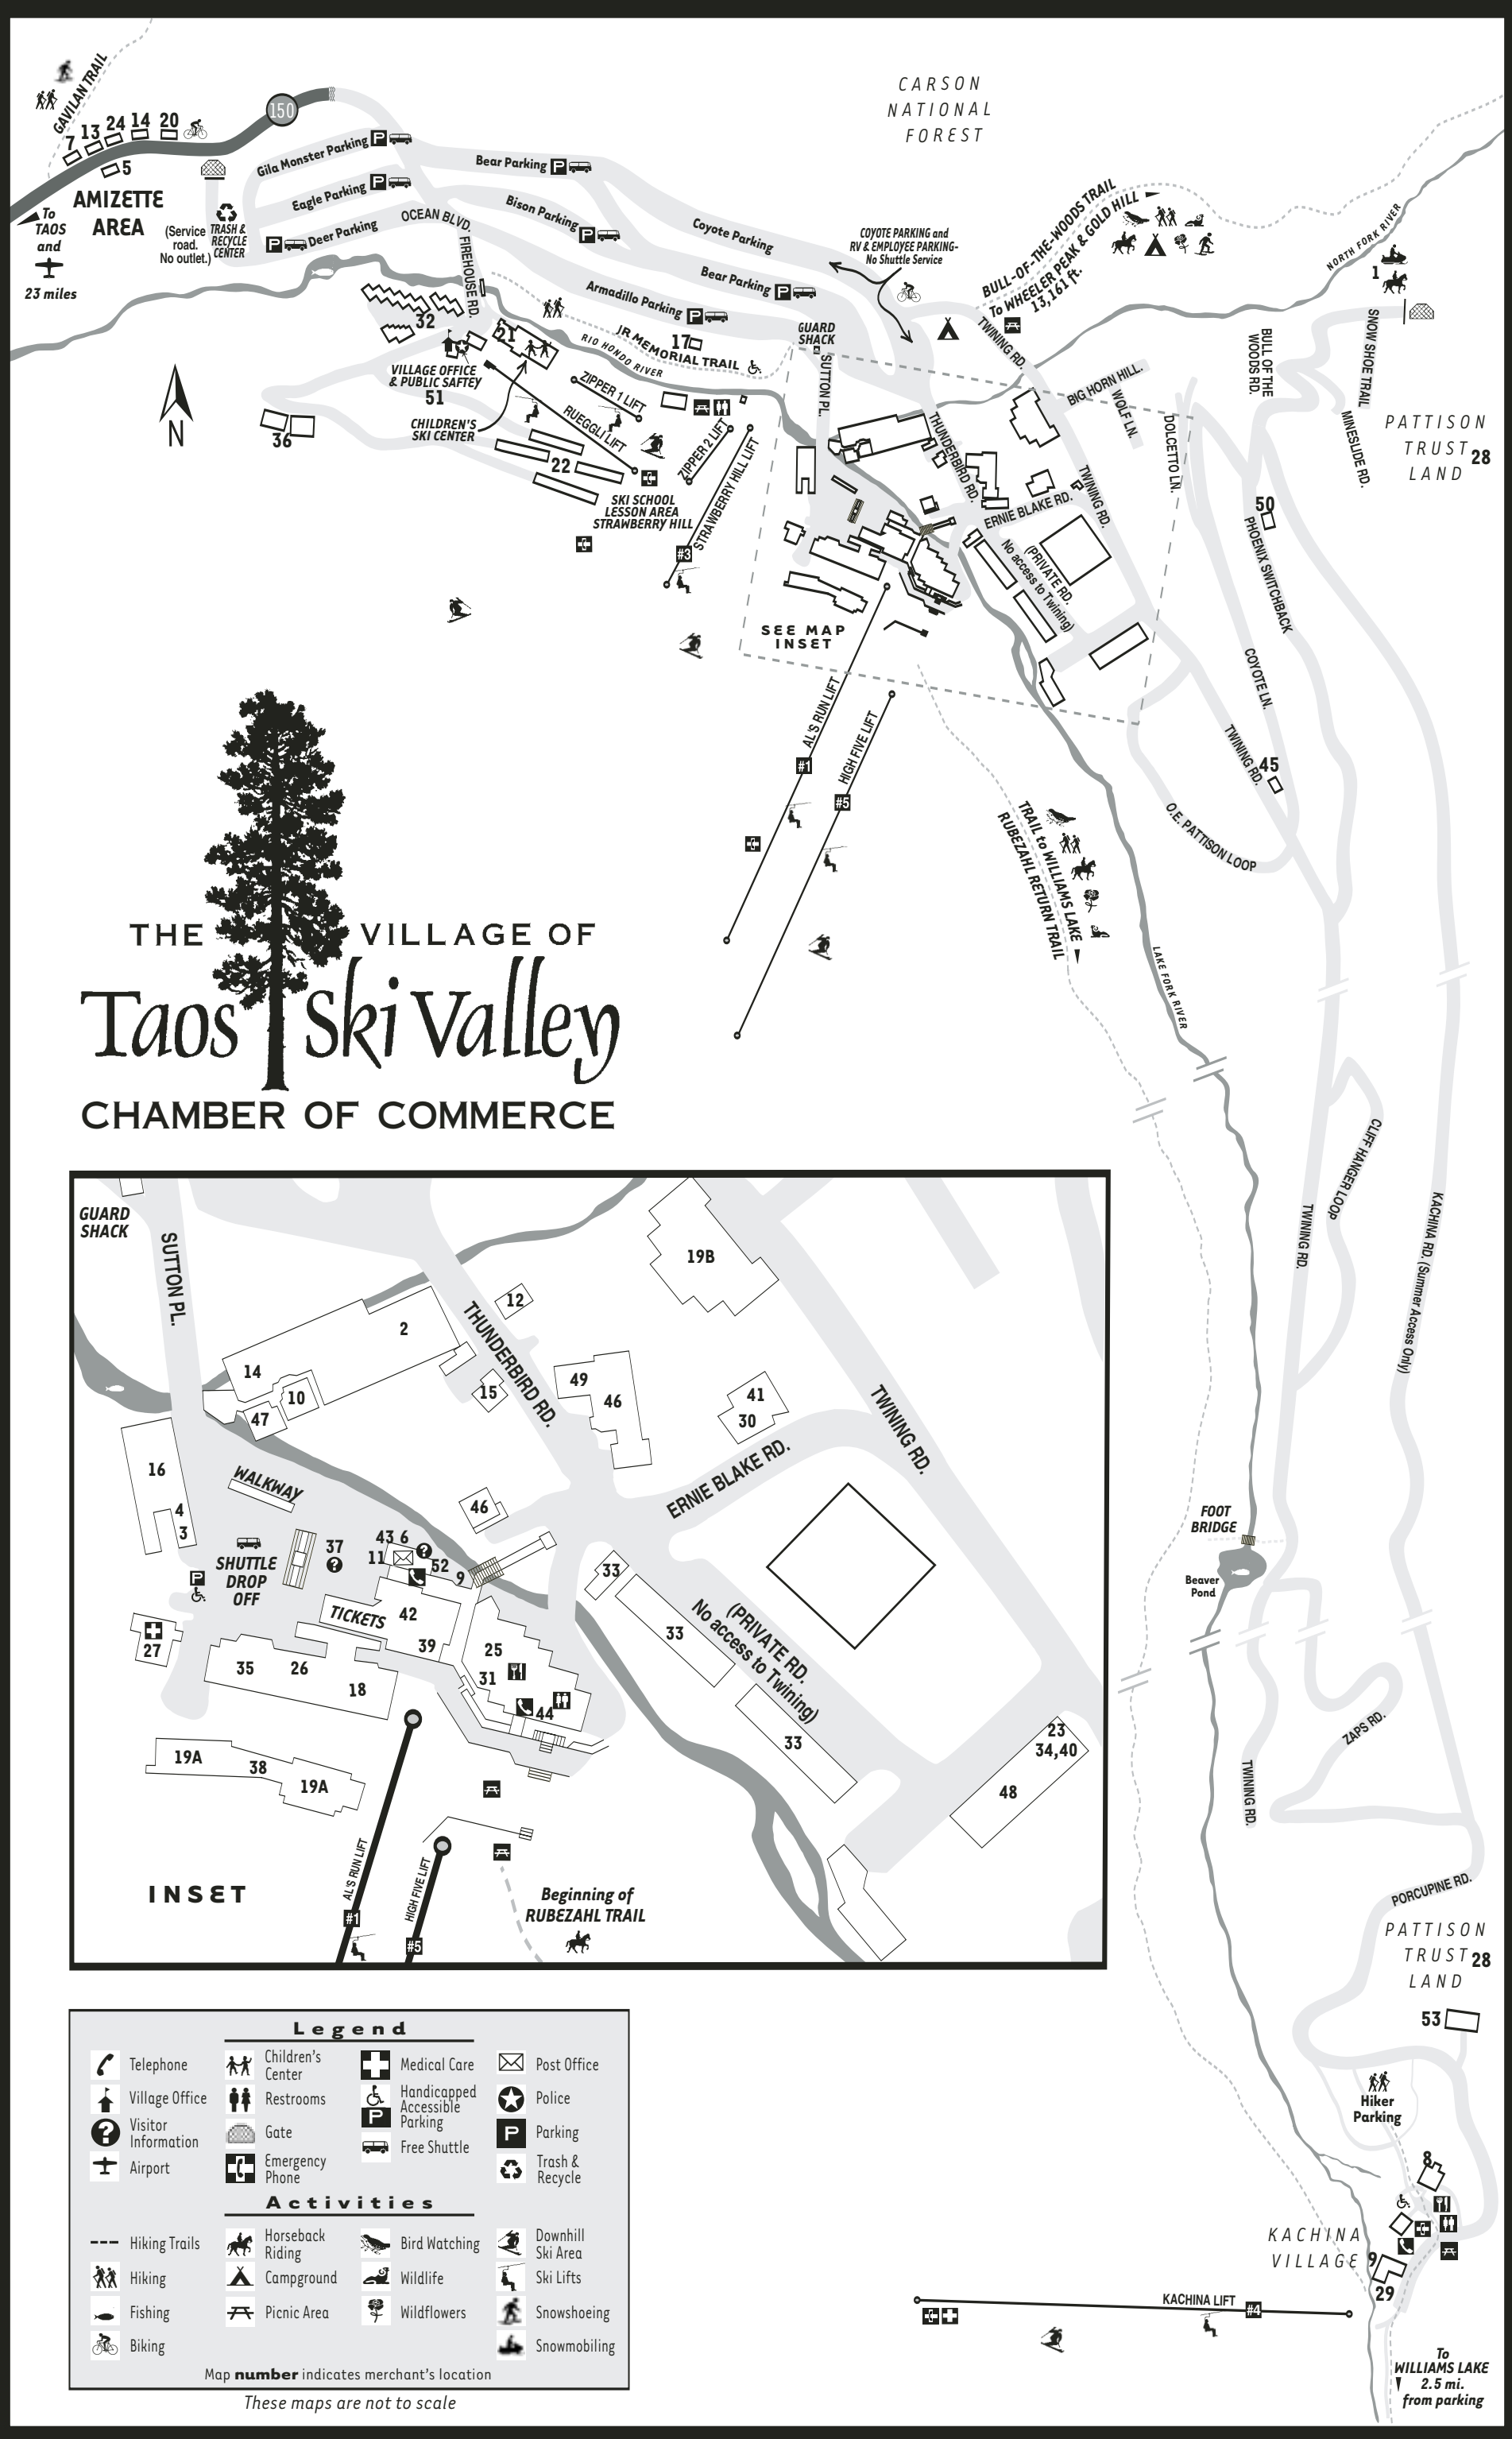 GAVILAN TRAIL
150
7
13
24
14
20
5
AMIZETTE
AREA
To
TAOS
and
23 miles
(Service
road.
No outlet.)
TRASH &
RECYCLE
CENTER
Gila Monster Parking P
Eagle Parking P
P Deer Parking
OCEAN BLVD.
FIREHOUSE RD.
Bear Parking P
Bison Parking P
Coyote Parking
Bear Parking P
Armadillo Parking P
CARSON
NATIONAL
FOREST
COYOTE PARKING and
RV & EMPLOYEE PARKING-
No Shuttle Service
BULL-OF-THE-WOODS TRAIL
To WHEELER PEAK & GOLD HILL
13,161 ft.
NORTH FORK RIVER
1
32
21
VILLAGE OFFICE
& PUBLIC SAFTEY
51
CHILDREN'S
SKI CENTER
JR MEMORIAL TRAIL
17
RIO HONDO RIVER
GUARD
SHACK
SUTTON PL.
TWINING RD.
BIG HORN HILL.
WOLF LN.
DOLCETTO LN.
BULL OF THE
WOODS RD.
SNOW SHOE TRAIL
MINESLIDE RD.
PATTISON
TRUST
LAND
28
N
36
22
ZIPPER 1 LIFT
RUEGGLI LIFT
ZIPPER 2 LIFT
STRAWBERRY HILL LIFT
#3
SKI SCHOOL
LESSON AREA
STRAWBERRY HILL
THUNDERBIRD RD.
ERNIE BLAKE RD.
TWINING RD.
(PRIVATE RD.
No access to Twining)
50
PHOENIX SWITCHBACK
SEE MAP
INSET
COYOTE LN.
TWINING RD.
45
O.E. PATTISON LOOP
AL'S RUN LIFT
#1
HIGH FIVE LIFT
#5
TRAIL to WILLIAMS LAKE
RUBEZAHL RETURN TRAIL
LAKE FORK RIVER
THE VILLAGE OF
Taos Ski Valley
CHAMBER OF COMMERCE
CLIFF HANGER LOOP
TWINING RD.
KACHINA RD. (Summer Access Only)
FOOT
BRIDGE
Beaver
Pond
ZAPS RD.
TWINING RD.
PORCUPINE RD.
PATTISON
TRUST
LAND
28
53
Hiker
Parking
8
KACHINA
VILLAGE
9
29
KACHINA LIFT
#4
To
WILLIAMS LAKE
2.5 mi.
from parking
GUARD
SHACK
SUTTON PL.
2
14
10
47
12
15
THUNDERBIRD RD.
19B
49
46
41
30
TWINING RD.
ERNIE BLAKE RD.
16
4
3
WALKWAY
46
SHUTTLE
DROP
OFF
P
37
?
43 6
11
?
52
9
TICKETS
42
39
27
35
26
18
25
31
44
33
33
33
(PRIVATE RD.
No access to Twining)
23
34,40
48
19A
38
19A
AL'S RUN LIFT
#1
HIGH FIVE LIFT
#5
INSET
Beginning of
RUBEZAHL TRAIL
Legend
Telephone
Village Office
? Visitor
Information
Airport
Children's
Center
Restrooms
Gate
Emergency
Phone
Medical Care
Handicapped
Accessible
P Parking
Free Shuttle
Post Office
Police
P Parking
Trash &
Recycle
Activities
Hiking Trails
Hiking
Fishing
Biking
Horseback
Riding
Campground
Picnic Area
Bird Watching
Wildlife
Wildflowers
Downhill
Ski Area
Ski Lifts
Snowshoeing
Snowmobiling
Map number indicates merchant's location
These maps are not to scale